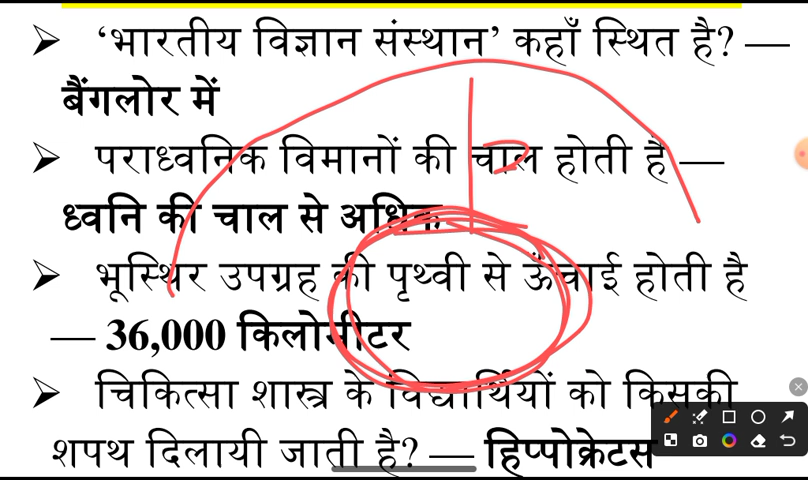 ➢ ‘भारतीय विज्ञान संस्थान’ कहाँ स्थित है? —
बैंगलोर में
➢ पराध्वनिक विमानों की चाल होती है —
ध्वनि की चाल से अधिक
➢ भूस्थिर उपग्रह की पृथ्वी से ऊँचाई होती है
— 36,000 किलोमीटर
➢ चिकित्सा शास्त्र के विद्यार्थियों को किसकी
शपथ दिलायी जाती है? — हिप्पोक्रेटस